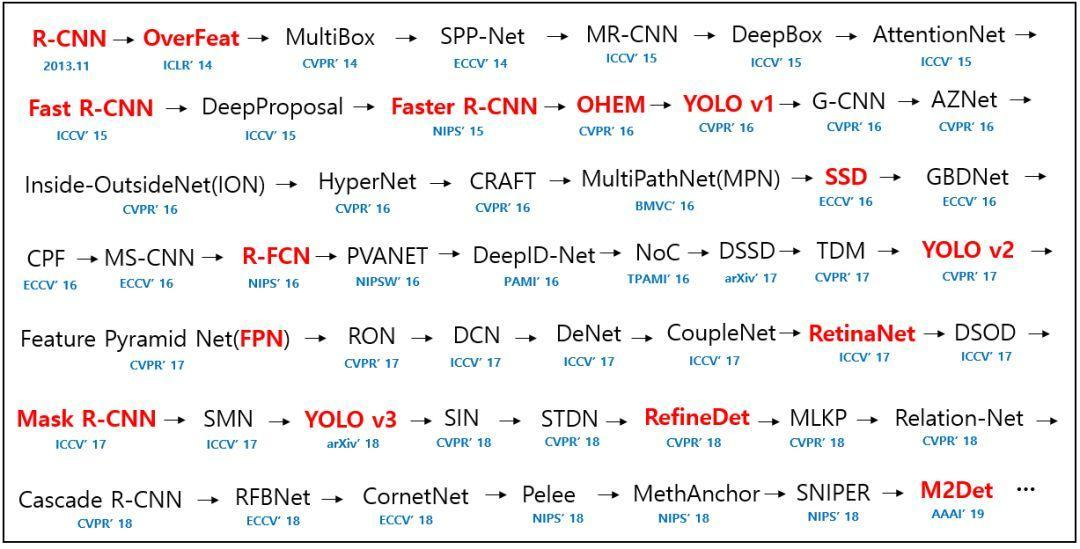 R-CNN → OverFeat → MultiBox → SPP-Net → MR-CNN → DeepBox → AttentionNet →
2013.11 ICLR' 14 CVPR' 14 ECCV' 14 ICCV' 15 ICCV' 15 ICCV' 15
Fast R-CNN → DeepProposal → Faster R-CNN → OHEM → YOLO v1 → G-CNN → AZNet →
ICCV' 15 ICCV' 15 NIPS' 15 CVPR' 16 CVPR' 16 CVPR' 16 CVPR' 16
Inside-OutsideNet(ION) → HyperNet → CRAFT → MultiPathNet(MPN) → SSD → GBDNet →
CVPR' 16 CVPR' 16 CVPR' 16 BMVC' 16 ECCV' 16 ECCV' 16
CPF → MS-CNN → R-FCN → PVANET → DeepID-Net → NoC → DSSD → TDM → YOLO v2 →
ECCV' 16 ECCV' 16 NIPS' 16 NIPSW' 16 PAMI' 16 TPAMI' 16 arXiv' 17 CVPR' 17 CVPR' 17
Feature Pyramid Net(FPN) → RON → DCN → DeNet → CoupleNet → RetinaNet → DSOD →
CVPR' 17 CVPR' 17 ICCV' 17 ICCV' 17 ICCV' 17 ICCV' 17 ICCV' 17
Mask R-CNN → SMN → YOLO v3 → SIN → STDN → RefineDet → MLKP → Relation-Net →
ICCV' 17 ICCV' 17 arXiv' 18 CVPR' 18 CVPR' 18 CVPR' 18 CVPR' 18 CVPR' 18
Cascade R-CNN → RFBNet → CornetNet → Pelee → MethAnchor → SNIPER → M2Det ···
CVPR' 18 ECCV' 18 ECCV' 18 NIPS' 18 NIPS' 18 NIPS' 18 AAAI' 19